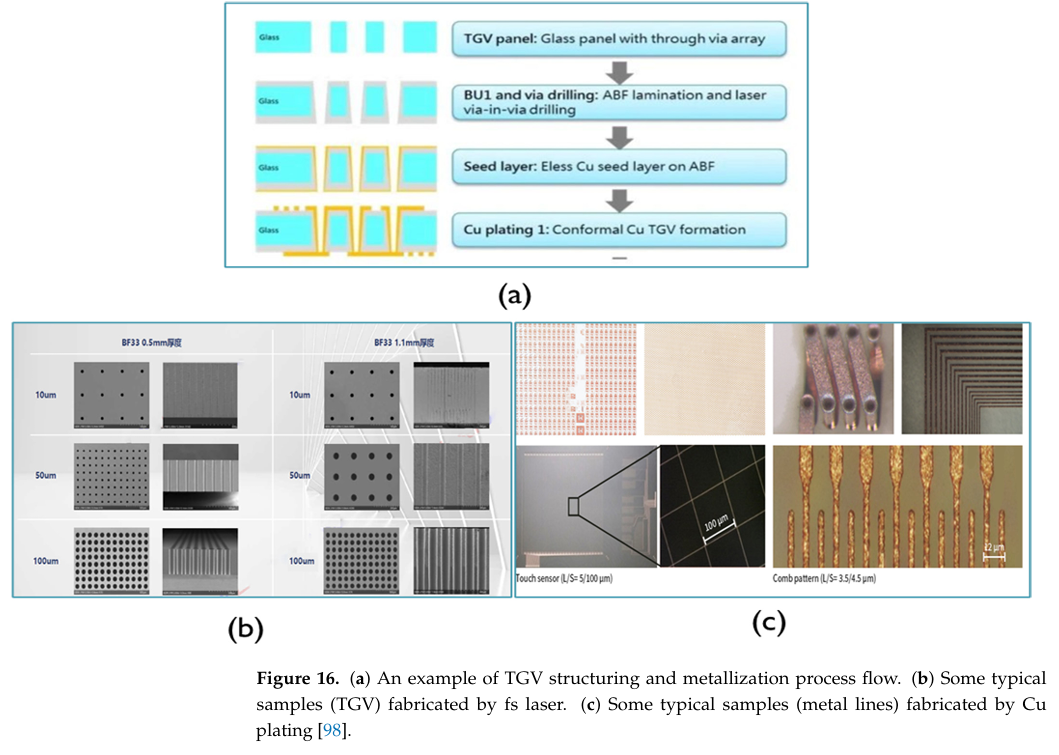 Glass
TGV panel: Glass panel with through via array
Glass
BU1 and via drilling: ABF lamination and laser
via-in-via drilling
Glass
Seed layer: Eless Cu seed layer on ABF
Glass
Cu plating 1: Conformal Cu TGV formation
(a)
BF33 0.5mm厚度
BF33 1.1mm厚度
10um
10um
50um
50um
100um
100um
(b)
100 µm
12 µm
Touch sensor (L/S= 5/100 µm)
Comb pattern (L/S= 3.5/4.5 µm)
(c)
Figure 16. (a) An example of TGV structuring and metallization process flow. (b) Some typical
samples (TGV) fabricated by fs laser. (c) Some typical samples (metal lines) fabricated by Cu
plating [98].